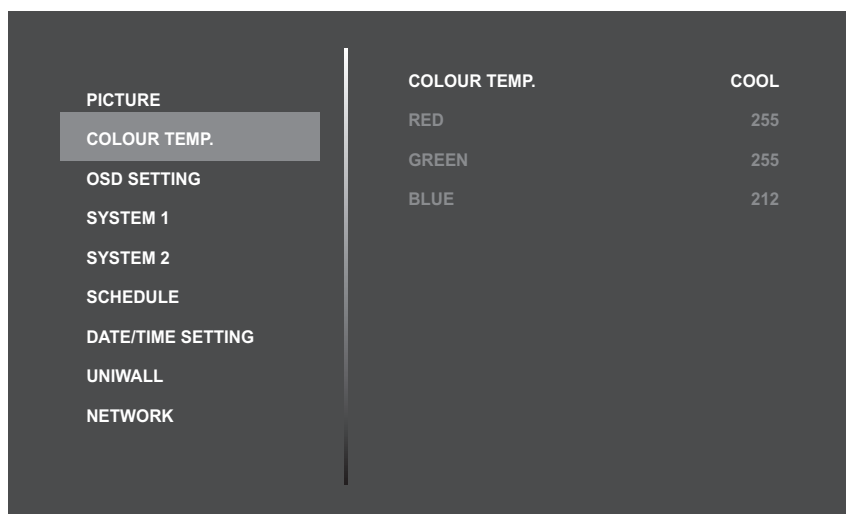 PICTURE
COLOUR TEMP.
OSD SETTING
SYSTEM 1
SYSTEM 2
SCHEDULE
DATE/TIME SETTING
UNIWALL
NETWORK
COLOUR TEMP. COOL
RED 255
GREEN 255
BLUE 212